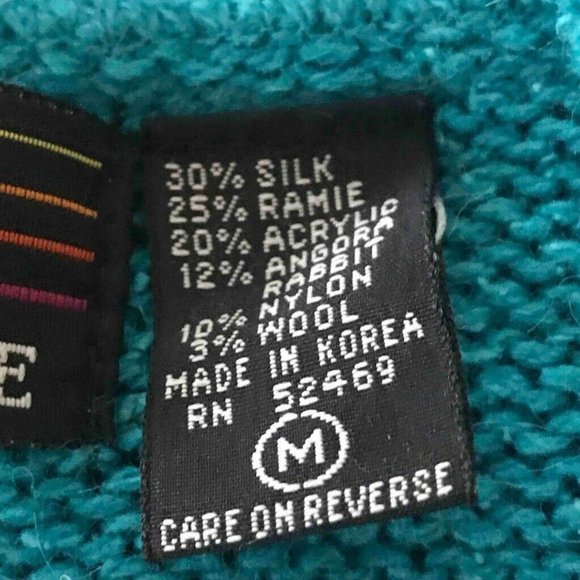 30% SILK
25% RAMIE
20% ACRYLIC
12% ANGORA
RABBIT
10% NYLON
3% WOOL
MADE IN KOREA
RN 52469
M
CARE ON REVERSE
E